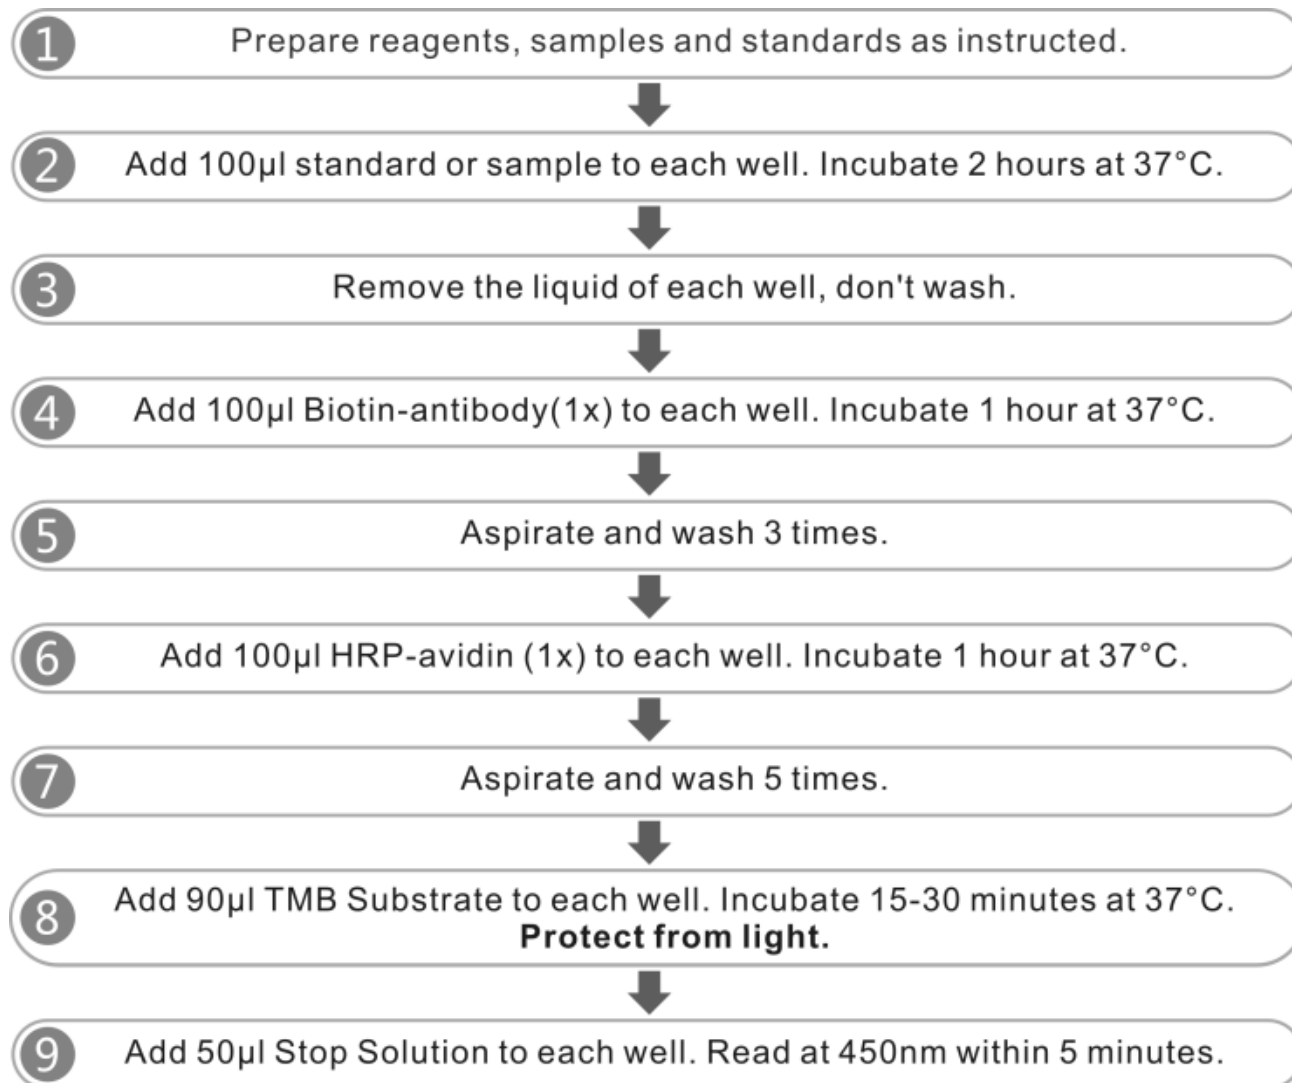 1 Prepare reagents, samples and standards as instructed.
2 Add 100μl standard or sample to each well. Incubate 2 hours at 37°C.
3 Remove the liquid of each well, don't wash.
4 Add 100μl Biotin-antibody(1x) to each well. Incubate 1 hour at 37°C.
5 Aspirate and wash 3 times.
6 Add 100μl HRP-avidin (1x) to each well. Incubate 1 hour at 37°C.
7 Aspirate and wash 5 times.
8 Add 90μl TMB Substrate to each well. Incubate 15-30 minutes at 37°C.
Protect from light.
9 Add 50μl Stop Solution to each well. Read at 450nm within 5 minutes.